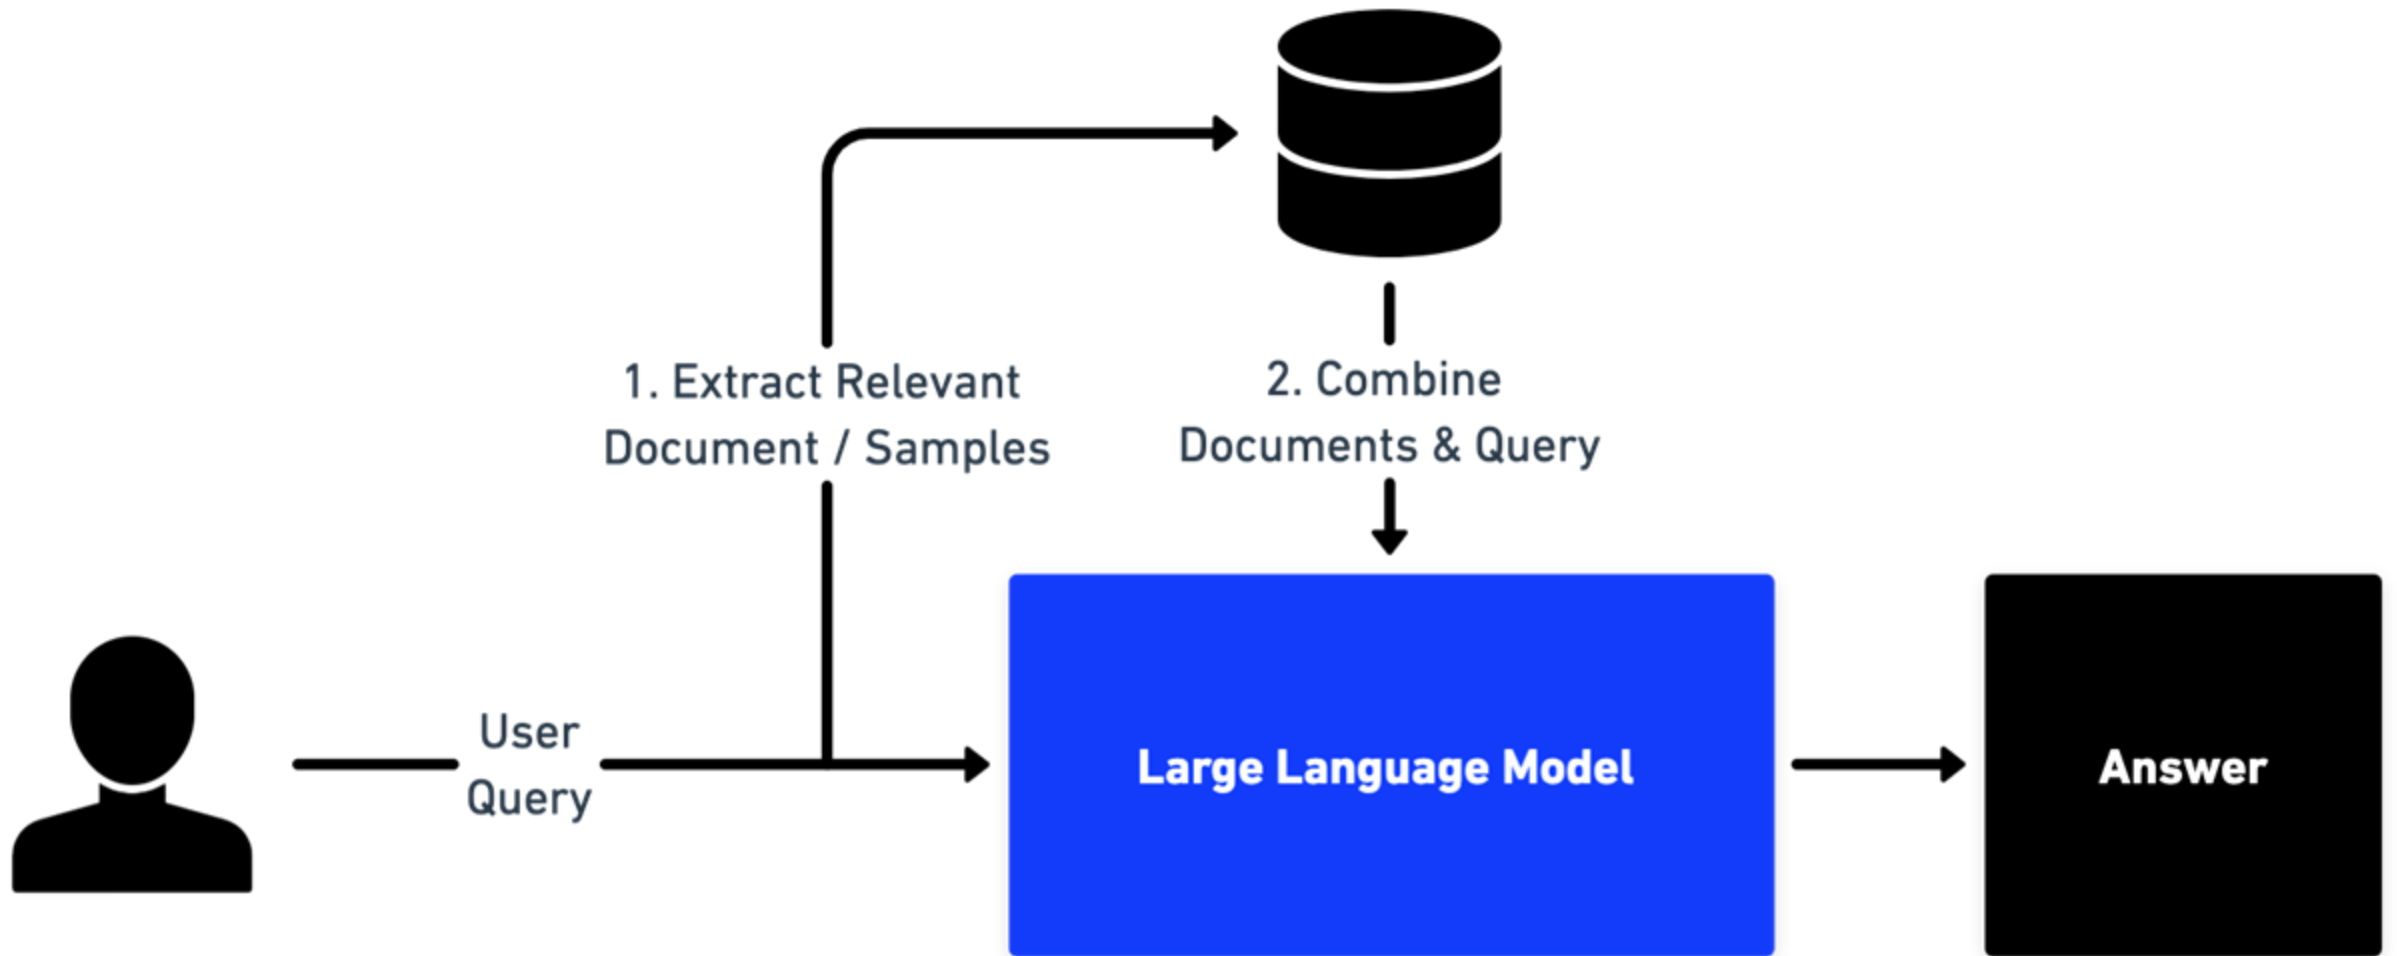 1. Extract Relevant
Document / Samples
2. Combine
Documents & Query
User
Query
Large Language Model
Answer